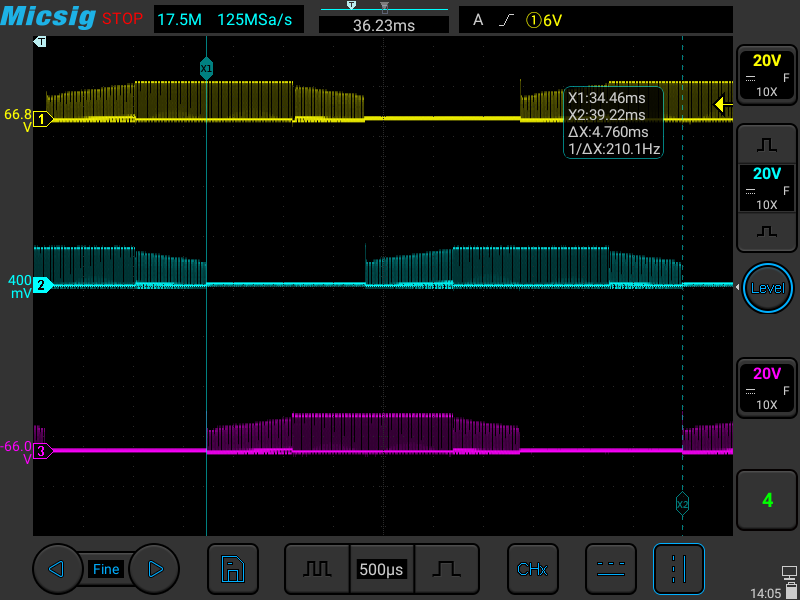 Micsig STOP 17.5M 125MSa/s T 36.23ms A ①6V
T
X1
20V
F
10X
66.8
V
1
X1:34.46ms
X2:39.22ms
ΔX:4.760ms
1/ΔX:210.1Hz
20V
F
10X
400
mV
2
Level
20V
F
10X
-66.0
V
3
X2
4
Fine
500µs
CHx
14:05